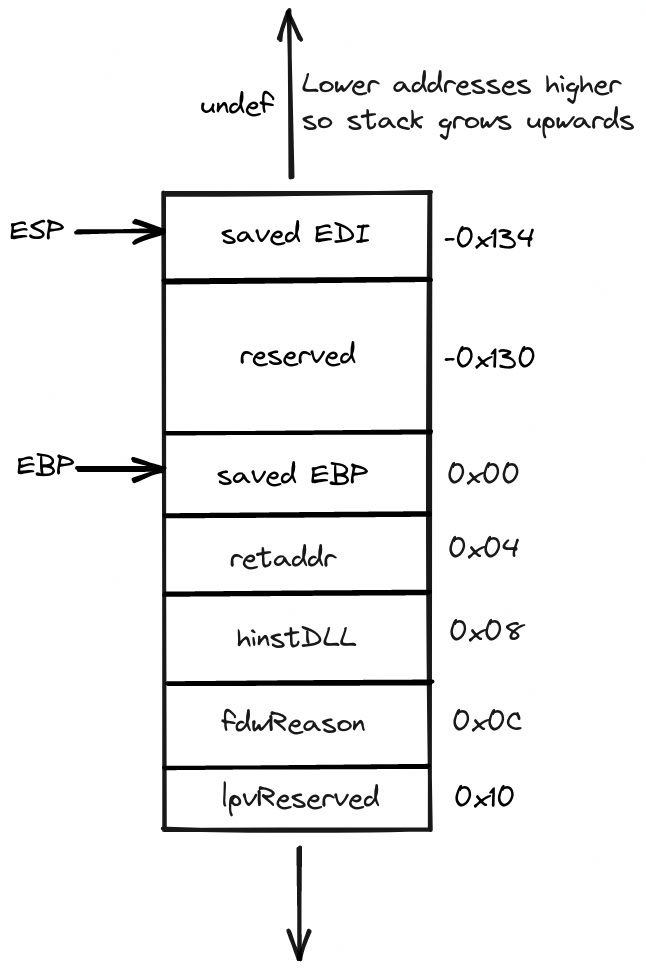 undef
Lower addresses higher
so stack grows upwards
ESP
saved EDI
-0x134
reserved
-0x130
EBP
saved EBP
0x00
retaddr
0x04
hinstDLL
0x08
fdwReason
0x0C
lpvReserved
0x10